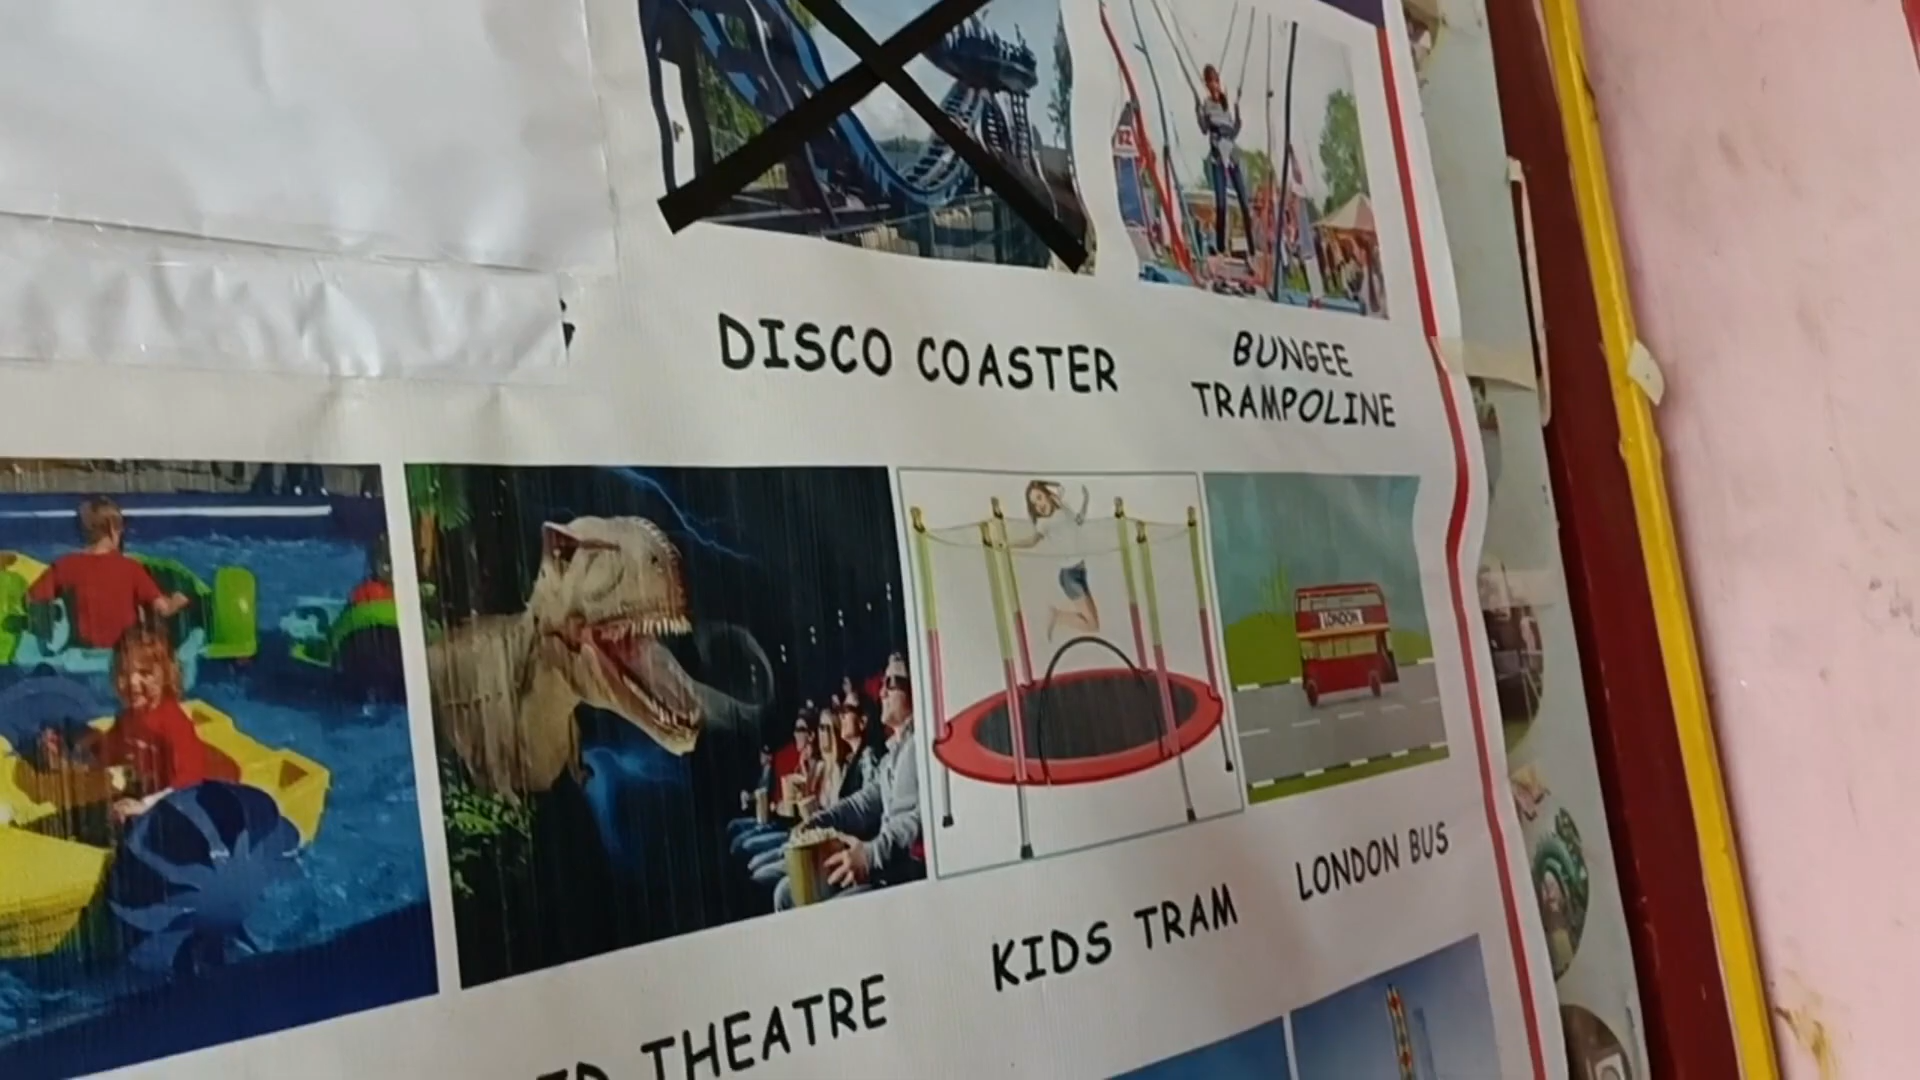 DISCO COASTER
BUNGEE
TRAMPOLINE
LONDON
LONDON BUS
KIDS TRAM
THEATRE